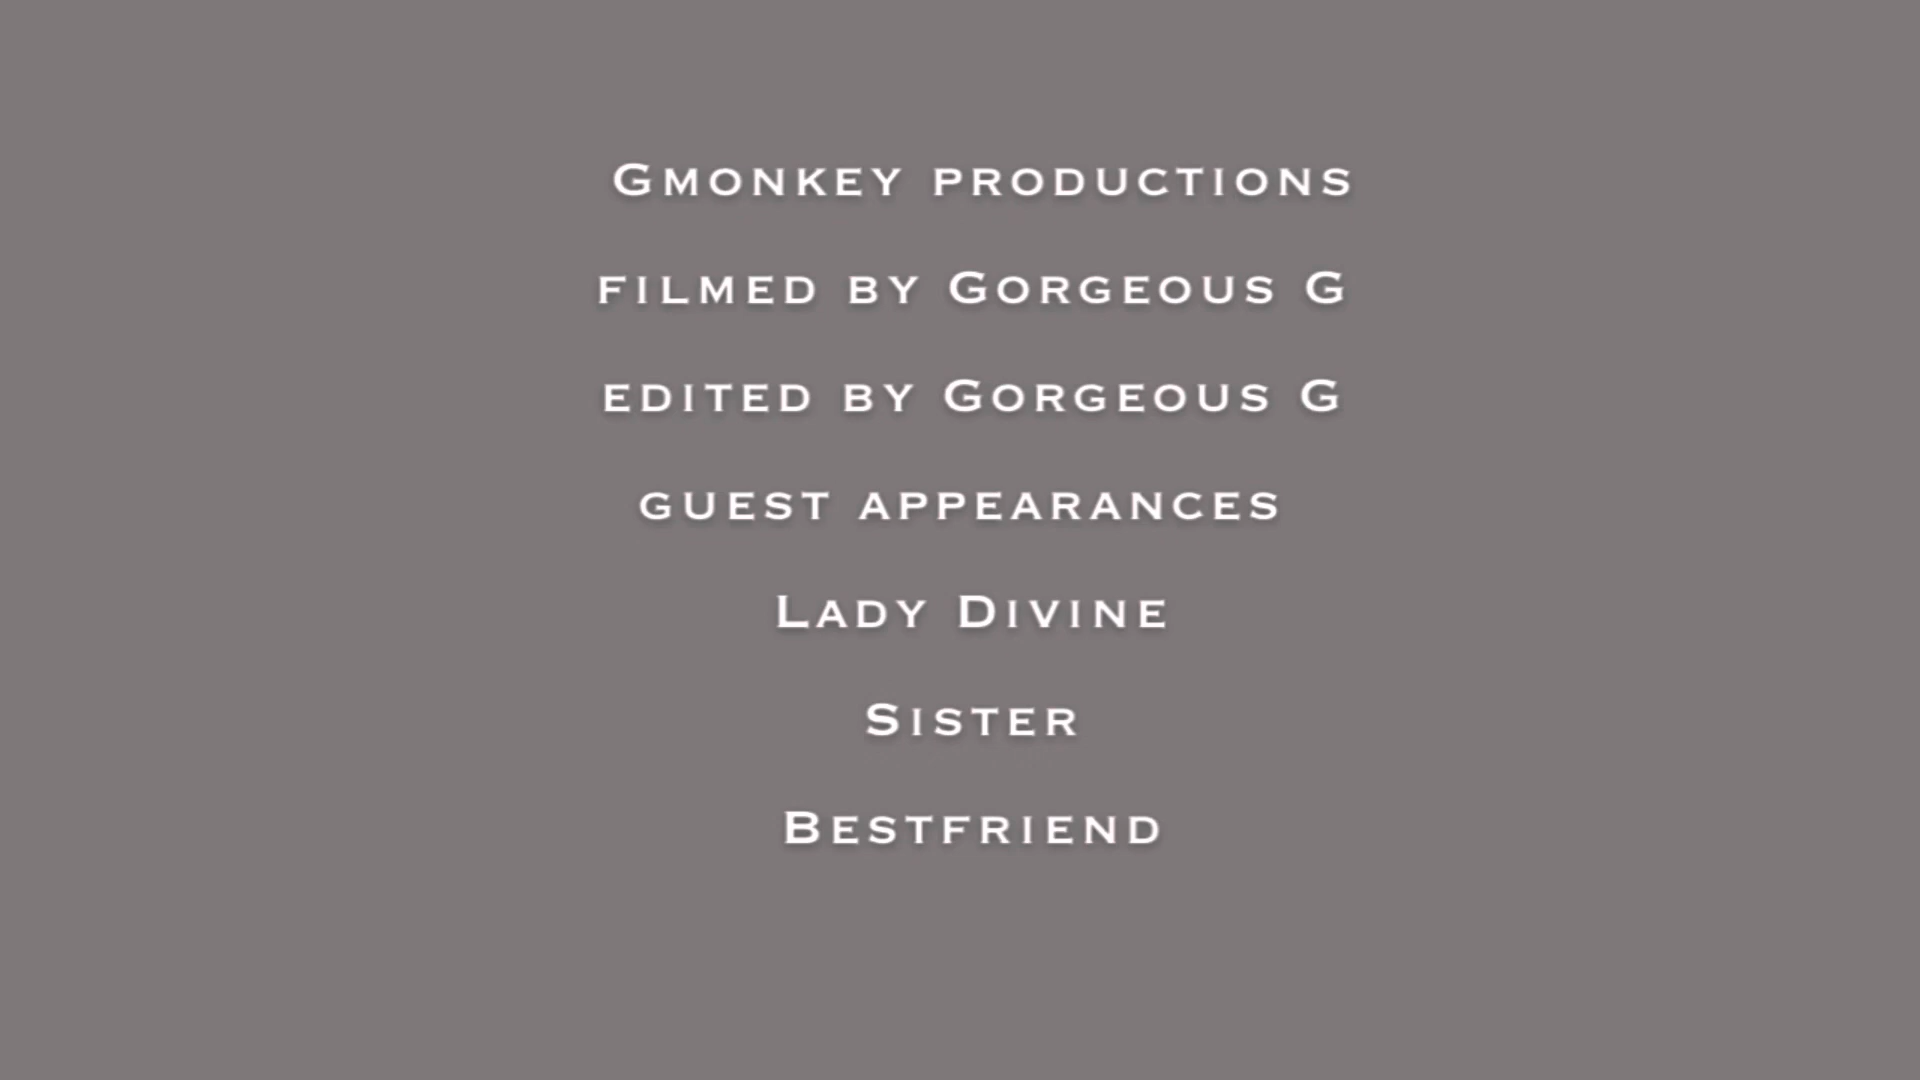 Gmonkey productions
filmed by Gorgeous G
edited by Gorgeous G
guest appearances
Lady Divine
Sister
Bestfriend